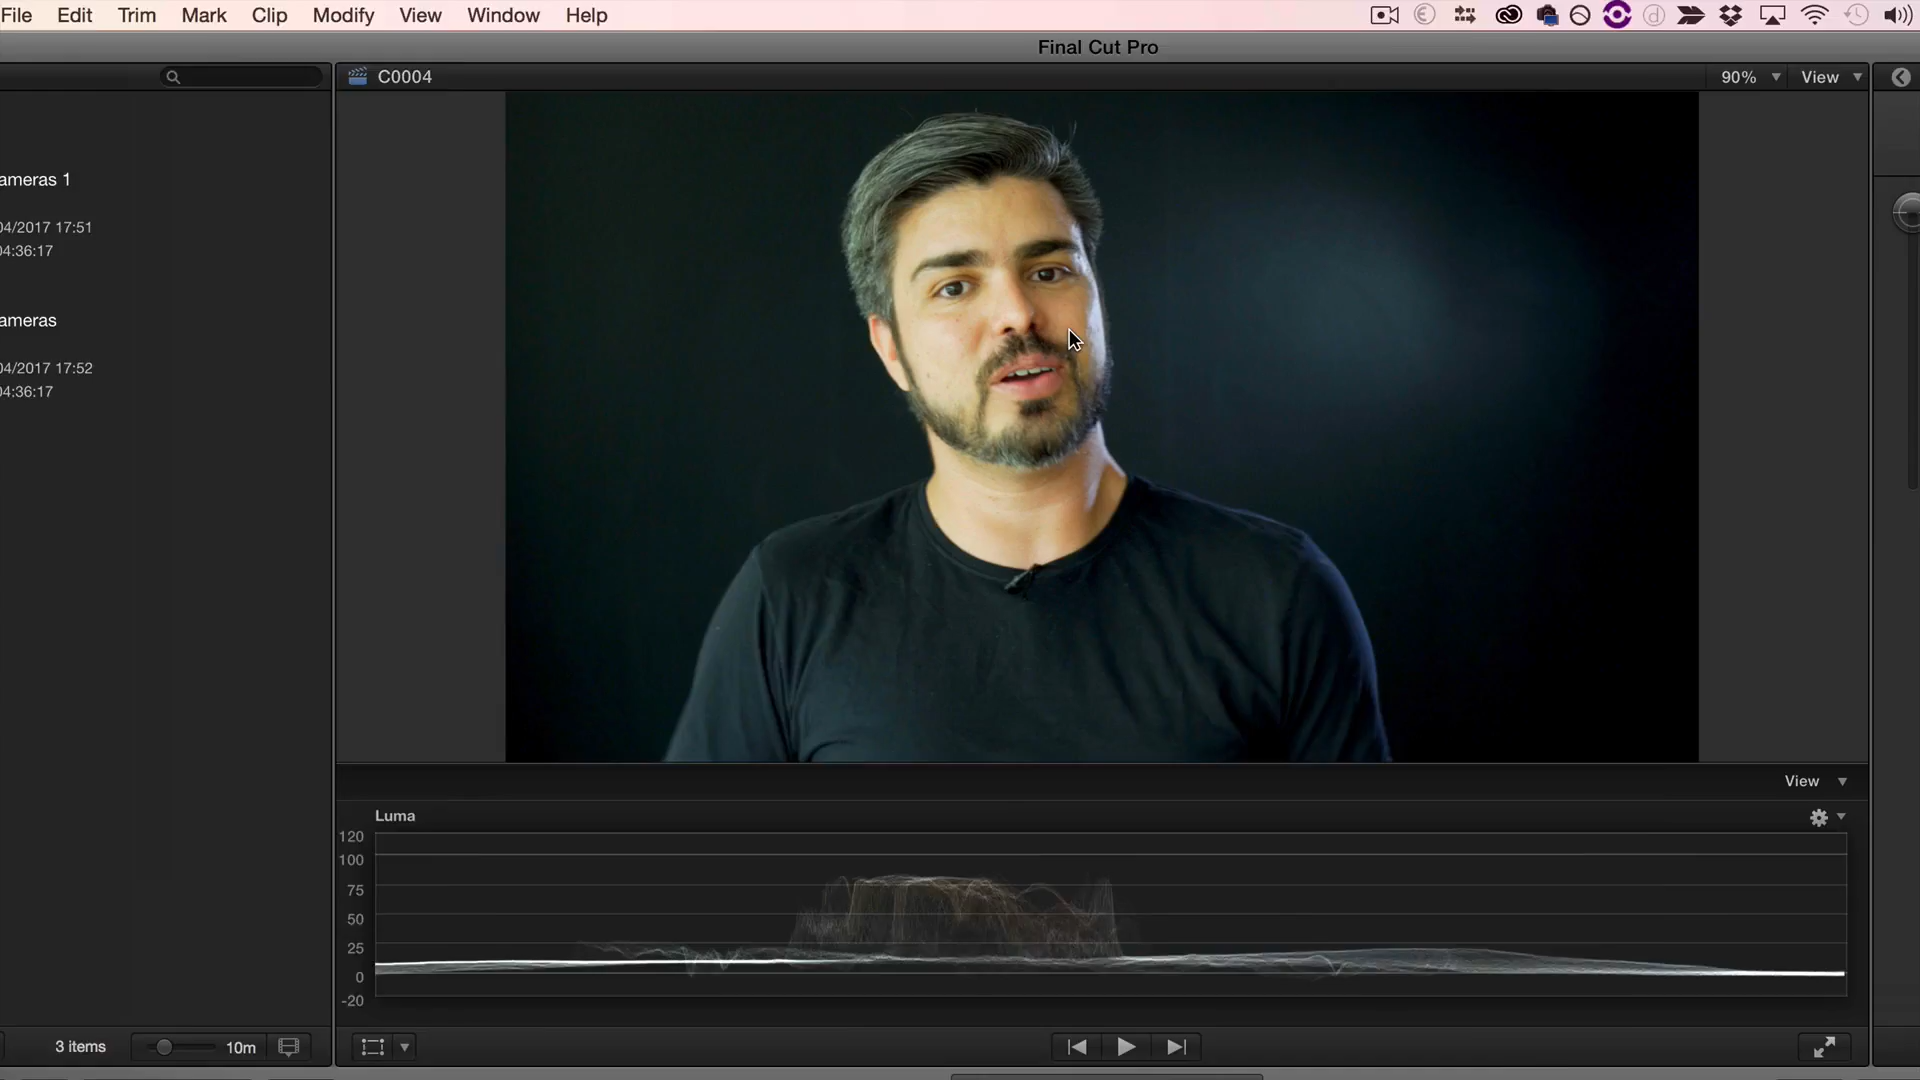 File Edit Trim Mark Clip Modify View Window Help
Final Cut Pro
C0004
90% View
ameras 1
04/2017 17:51
04:36:17
ameras
04/2017 17:52
04:36:17
View
Luma
120
100
75
50
25
0
-20
3 items
10m